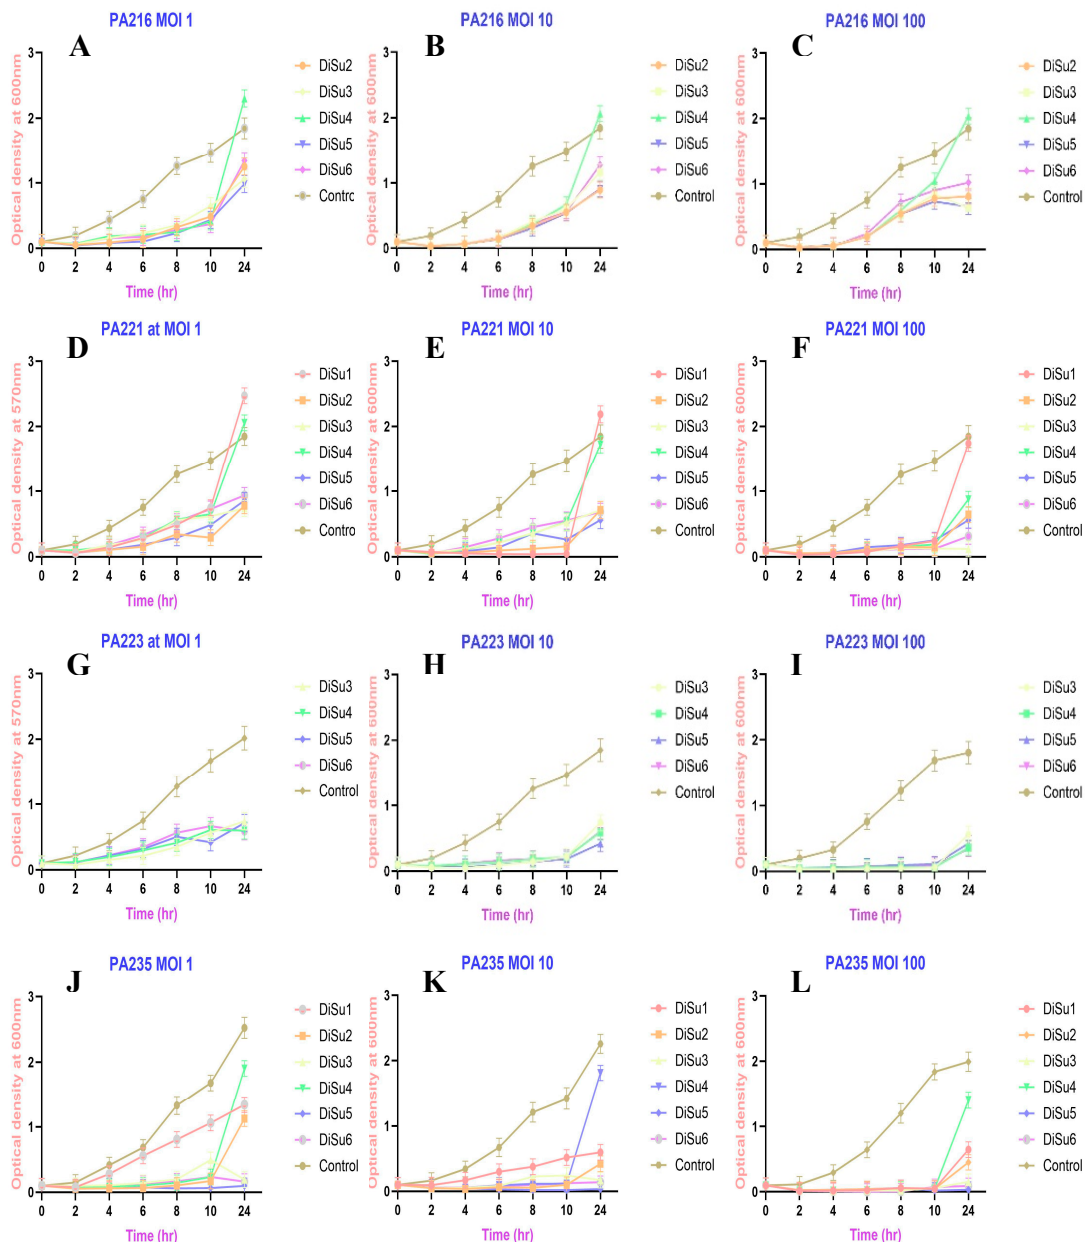 PA216 MOI 1
A
Optical density at 600nm
3
2
1
0
0 2 4 6 8 10 24
Time (hr)
DiSu2
DiSu3
DiSu4
DiSu5
DiSu6
Contrc
PA216 MOI 10
B
Optical density at 600nm
3
2
1
0
0 2 4 6 8 10 24
Time (hr)
DiSu2
DiSu3
DiSu4
DiSu5
DiSu6
Control
PA216 MOI 100
C
Optical density at 600nm
3
2
1
0
0 2 4 6 8 10 24
Time (hr)
DiSu2
DiSu3
DiSu4
DiSu5
DiSu6
Control
PA221 at MOI 1
D
Optical density at 570nm
3
2
1
0
0 2 4 6 8 10 24
Time (hr)
DiSu1
DiSu2
DiSu3
DiSu4
DiSu5
DiSu6
Control
PA221 MOI 10
E
Optical density at 600nm
3
2
1
0
0 2 4 6 8 10 24
Time (hr)
DiSu1
DiSu2
DiSu3
DiSu4
DiSu5
DiSu6
Control
PA221 MOI 100
F
Optical density at 600nm
3
2
1
0
0 2 4 6 8 10 24
Time (hr)
DiSu1
DiSu2
DiSu3
DiSu4
DiSu5
DiSu6
Control
PA223 at MOI 1
G
Optical density at 570nm
3
2
1
0
0 2 4 6 8 10 24
Time (hr)
DiSu3
DiSu4
DiSu5
DiSu6
Control
PA223 MOI 10
H
Optical density at 600nm
3
2
1
0
0 2 4 6 8 10 24
Time (hr)
DiSu3
DiSu4
DiSu5
DiSu6
Control
PA223 MOI 100
I
Optical density at 600nm
3
2
1
0
0 2 4 6 8 10 24
Time (hr)
DiSu3
DiSu4
DiSu5
DiSu6
Control
PA235 MOI 1
J
Optical density at 600nm
3
2
1
0
0 2 4 6 8 10 24
Time (hr)
DiSu1
DiSu2
DiSu3
DiSu4
DiSu5
DiSu6
Control
PA235 MOI 10
K
Optical density at 600nm
3
2
1
0
0 2 4 6 8 10 24
Time (hr)
DiSu1
DiSu2
DiSu3
DiSu4
DiSu5
DiSu6
Control
PA235 MOI 100
L
Optical density at 600nm
3
2
1
0
0 2 4 6 8 10 24
Time (hr)
DiSu1
DiSu2
DiSu3
DiSu4
DiSu5
DiSu6
Control